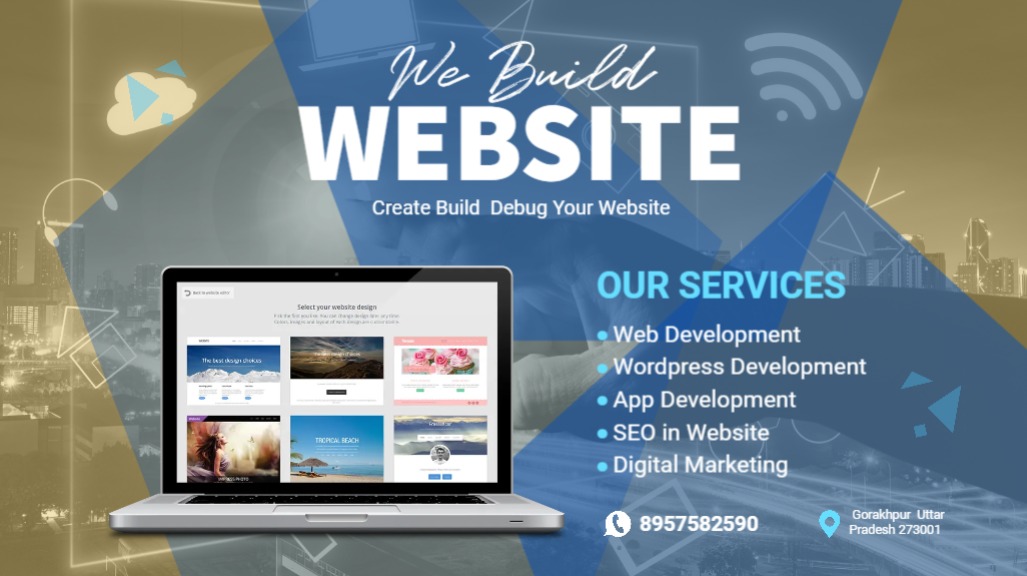 We Build
WEBSITE
Create Build Debug Your Website
Select your website design
The best design choices
TROPICAL BEACH
OUR SERVICES
Web Development
Wordpress Development
App Development
SEO in Website
Digital Marketing
8957582590
Gorakhpur Uttar
Pradesh 273001